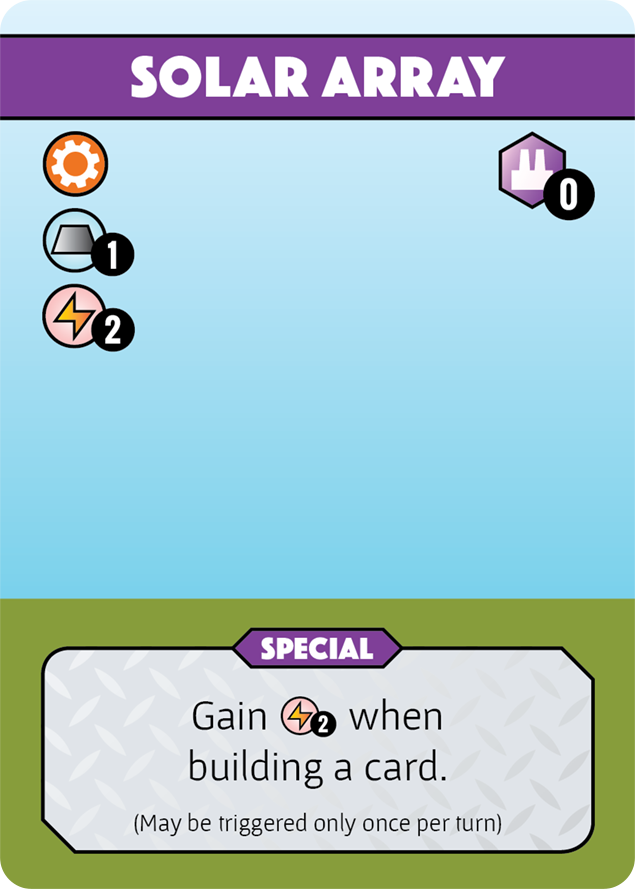 SOLAR ARRAY
0
1
2
SPECIAL
Gain 2 when
building a card.
(May be triggered only once per turn)